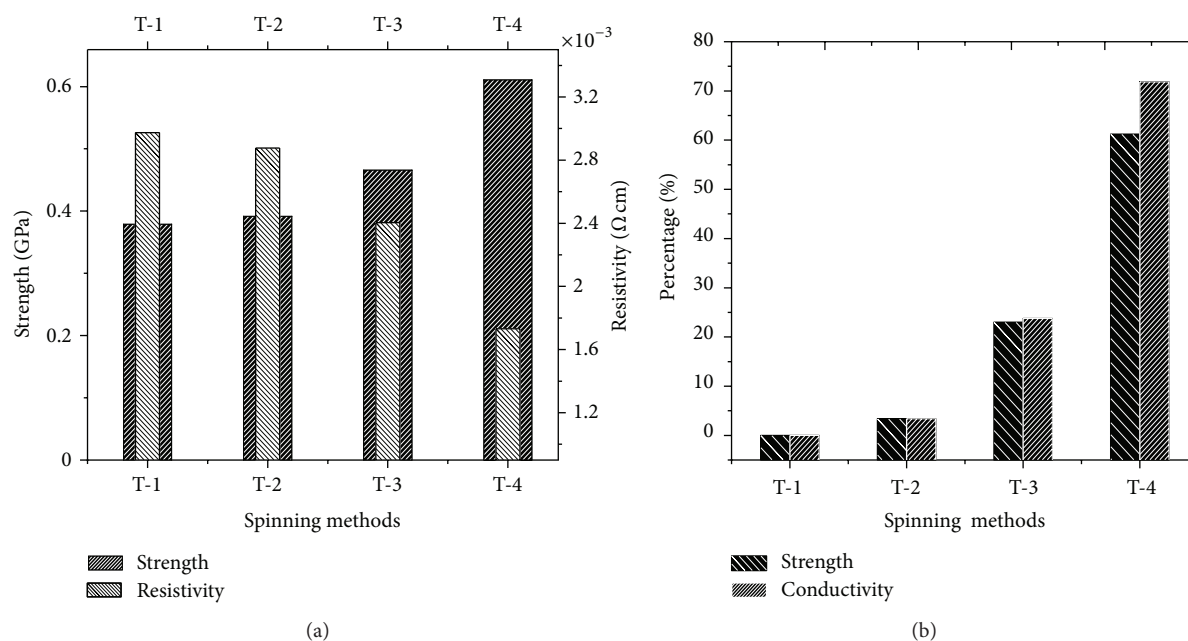 T-1 T-2 T-3 T-4
×10⁻³
0.6
0.4
0.2
0
Strength (GPa)
3.2
2.8
2.4
2
1.6
1.2
Resistivity (Ω cm)
T-1 T-2 T-3 T-4
Spinning methods
Strength
Resistivity
(a)
80
70
60
50
40
30
20
10
0
Percentage (%)
T-1 T-2 T-3 T-4
Spinning methods
Strength
Conductivity
(b)